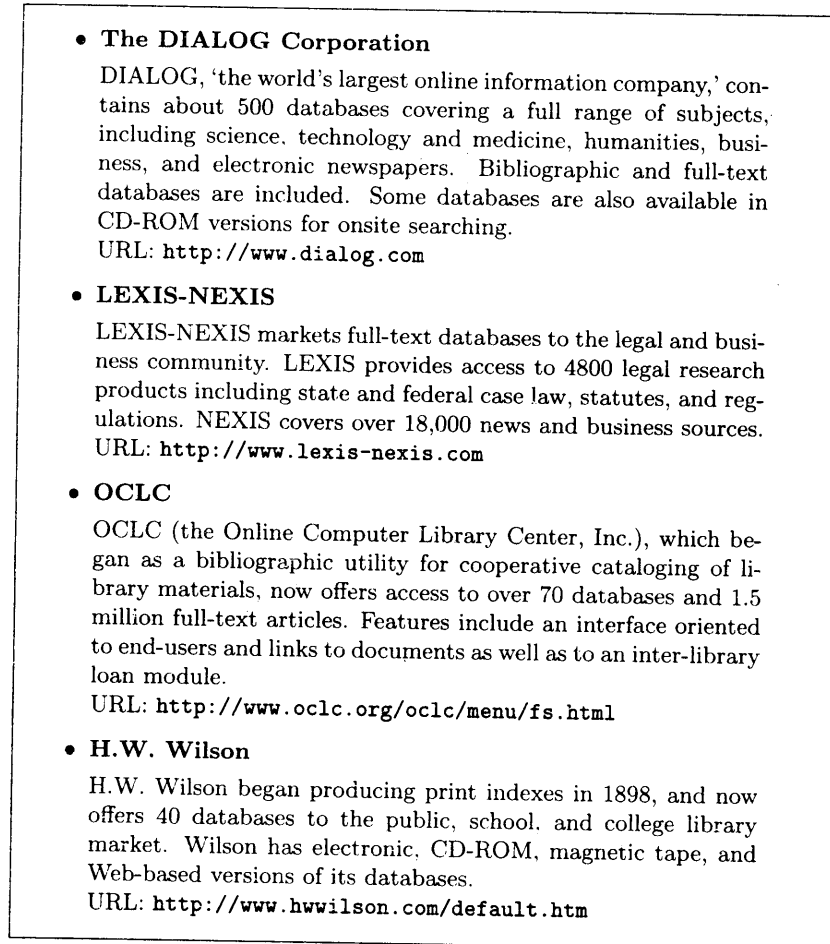 • The DIALOG Corporation
DIALOG, ‘the world’s largest online information company,’ con-
tains about 500 databases covering a full range of subjects,
including science, technology and medicine, humanities, busi-
ness, and electronic newspapers. Bibliographic and full-text
databases are included. Some databases are also available in
CD-ROM versions for onsite searching.
URL: http://www.dialog.com
• LEXIS-NEXIS
LEXIS-NEXIS markets full-text databases to the legal and busi-
ness community. LEXIS provides access to 4800 legal research
products including state and federal case law, statutes, and reg-
ulations. NEXIS covers over 18,000 news and business sources.
URL: http://www.lexis-nexis.com
• OCLC
OCLC (the Online Computer Library Center, Inc.), which be-
gan as a bibliographic utility for cooperative cataloging of li-
brary materials, now offers access to over 70 databases and 1.5
million full-text articles. Features include an interface oriented
to end-users and links to documents as well as to an inter-library
loan module.
URL: http://www.oclc.org/oclc/menu/fs.html
• H.W. Wilson
H.W. Wilson began producing print indexes in 1898, and now
offers 40 databases to the public, school, and college library
market. Wilson has electronic, CD-ROM, magnetic tape, and
Web-based versions of its databases.
URL: http://www.hwwilson.com/default.htm